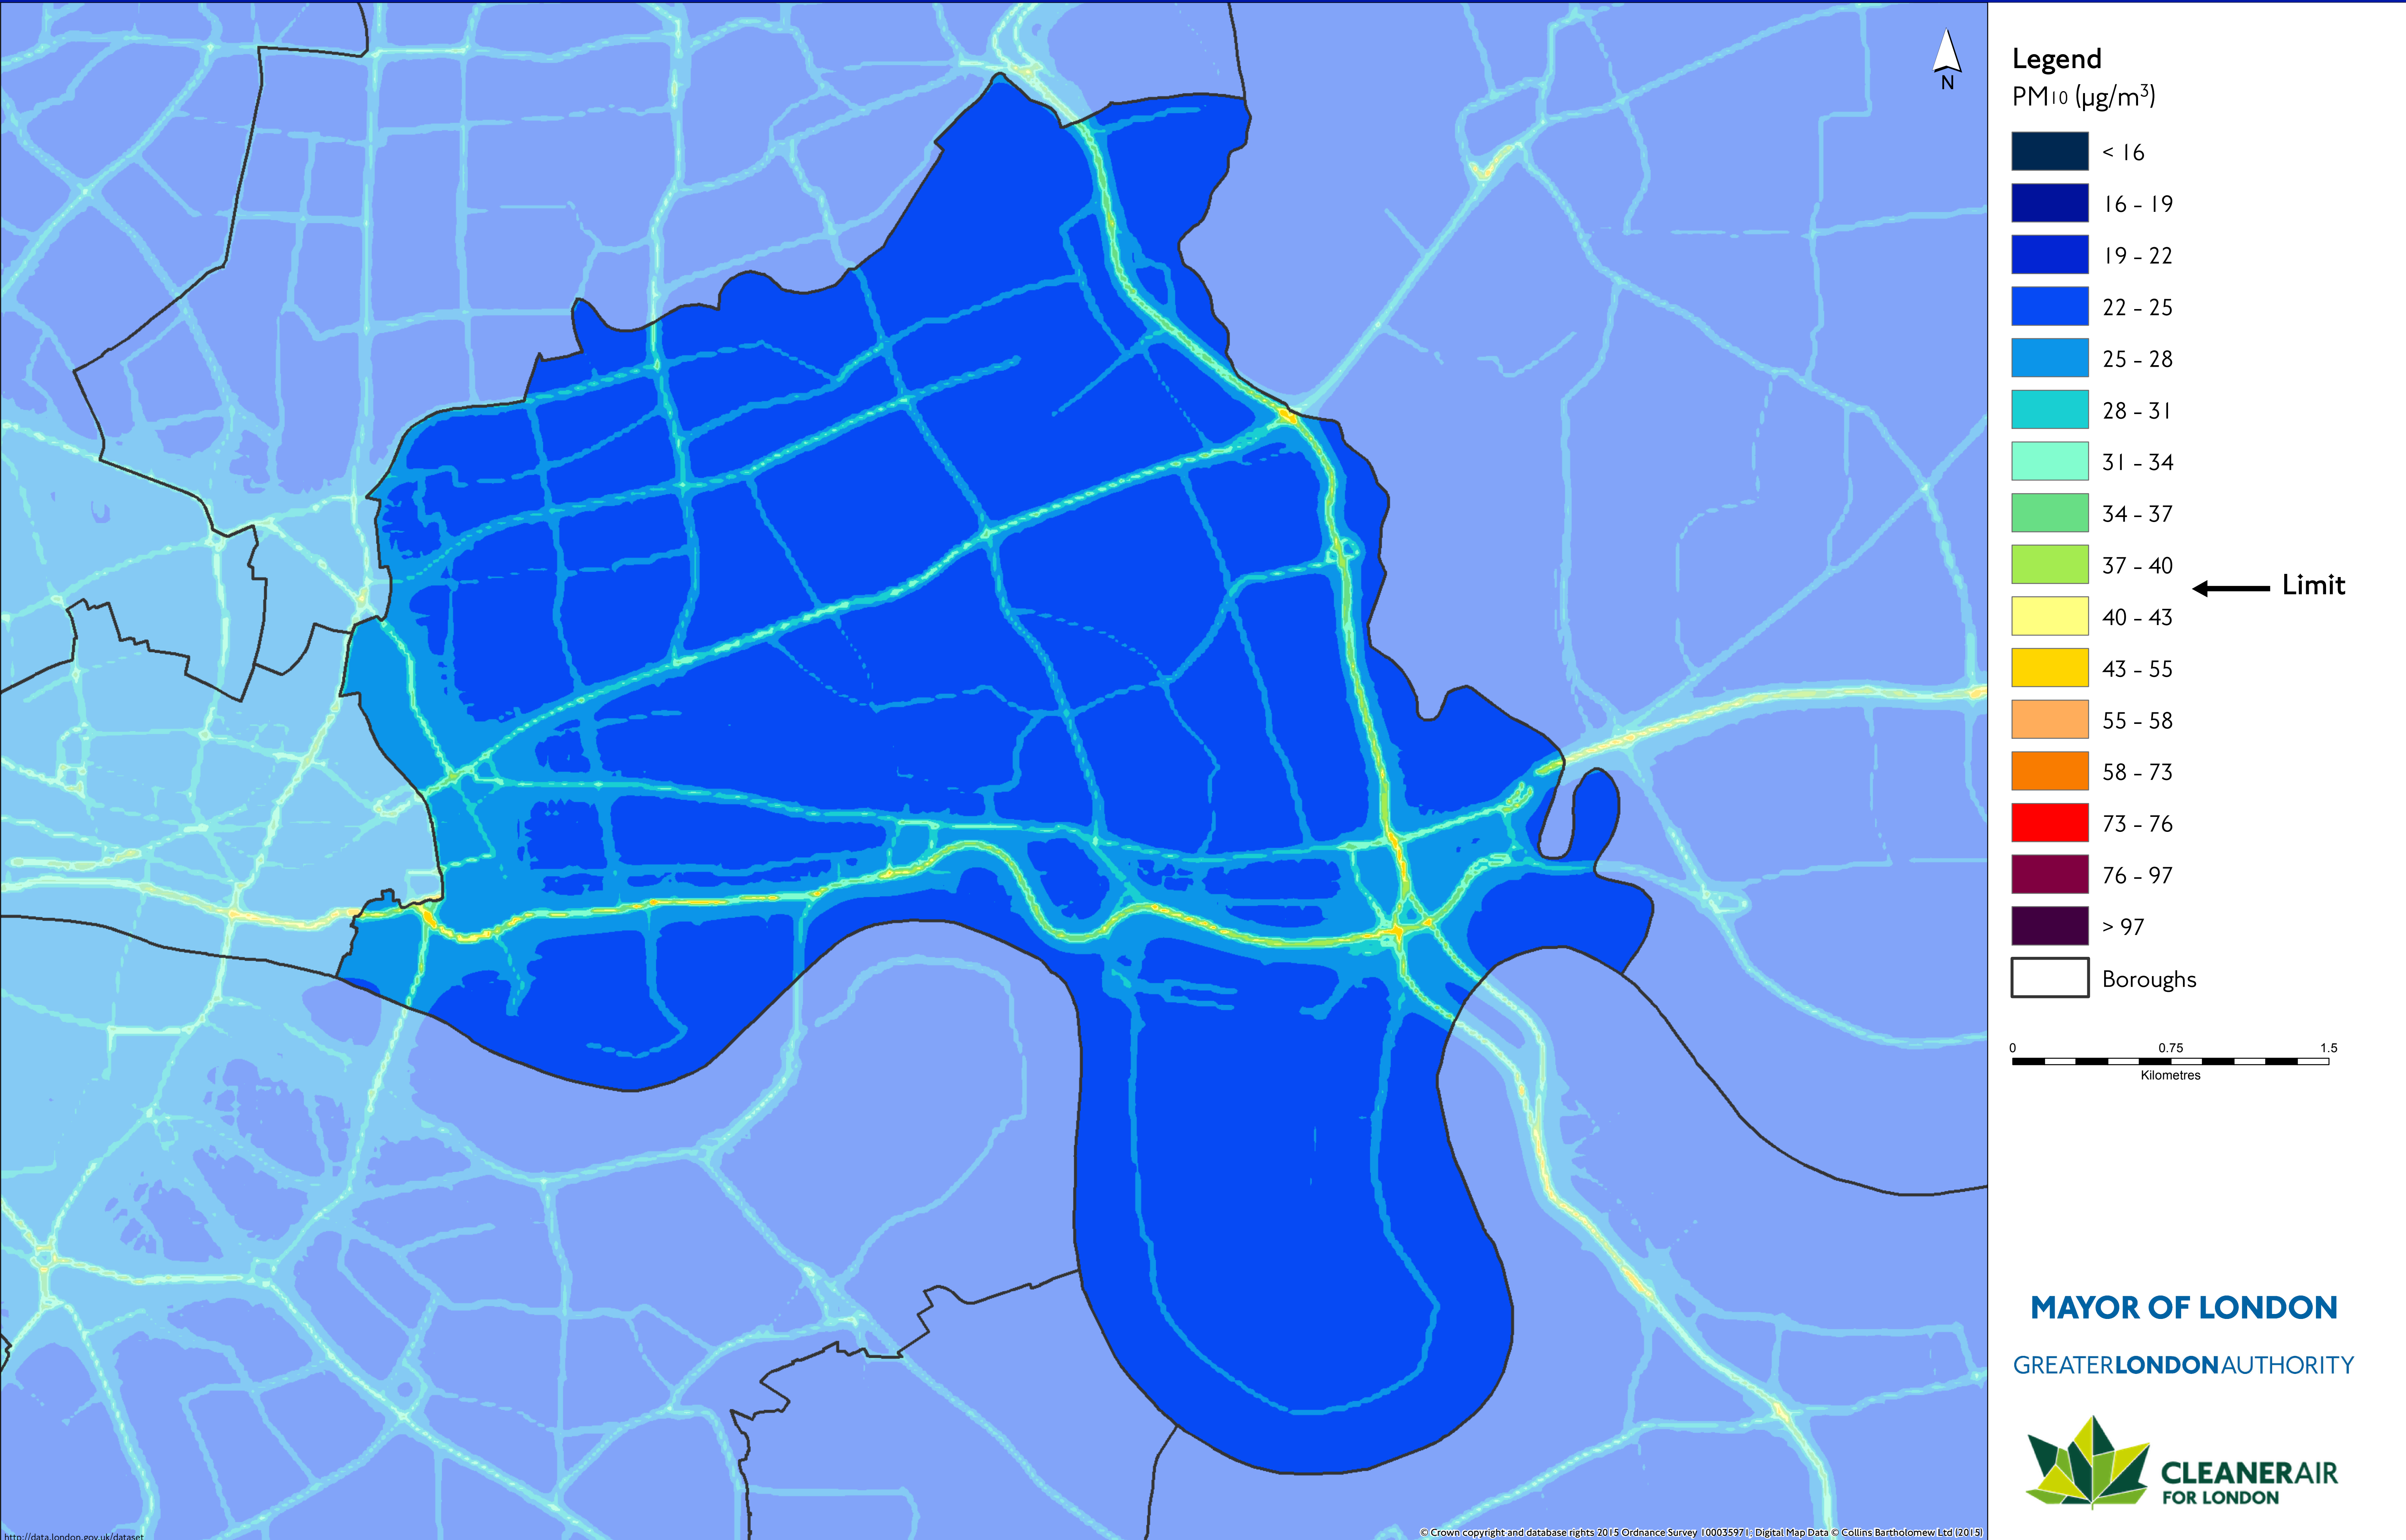 N
Legend
PM10 (µg/m3)
< 16
16 - 19
19 - 22
22 - 25
25 - 28
28 - 31
31 - 34
34 - 37
37 - 40
Limit
40 - 43
43 - 55
55 - 58
58 - 73
73 - 76
76 - 97
> 97
Boroughs
0 0.75 1.5
Kilometres
MAYOR OF LONDON
GREATERLONDONAUTHORITY
CLEANERAIR
FOR LONDON
http://data.london.gov.uk/dataset
© Crown copyright and database rights 2015 Ordnance Survey 100035971; Digital Map Data © Collins Bartholomew Ltd (2015)